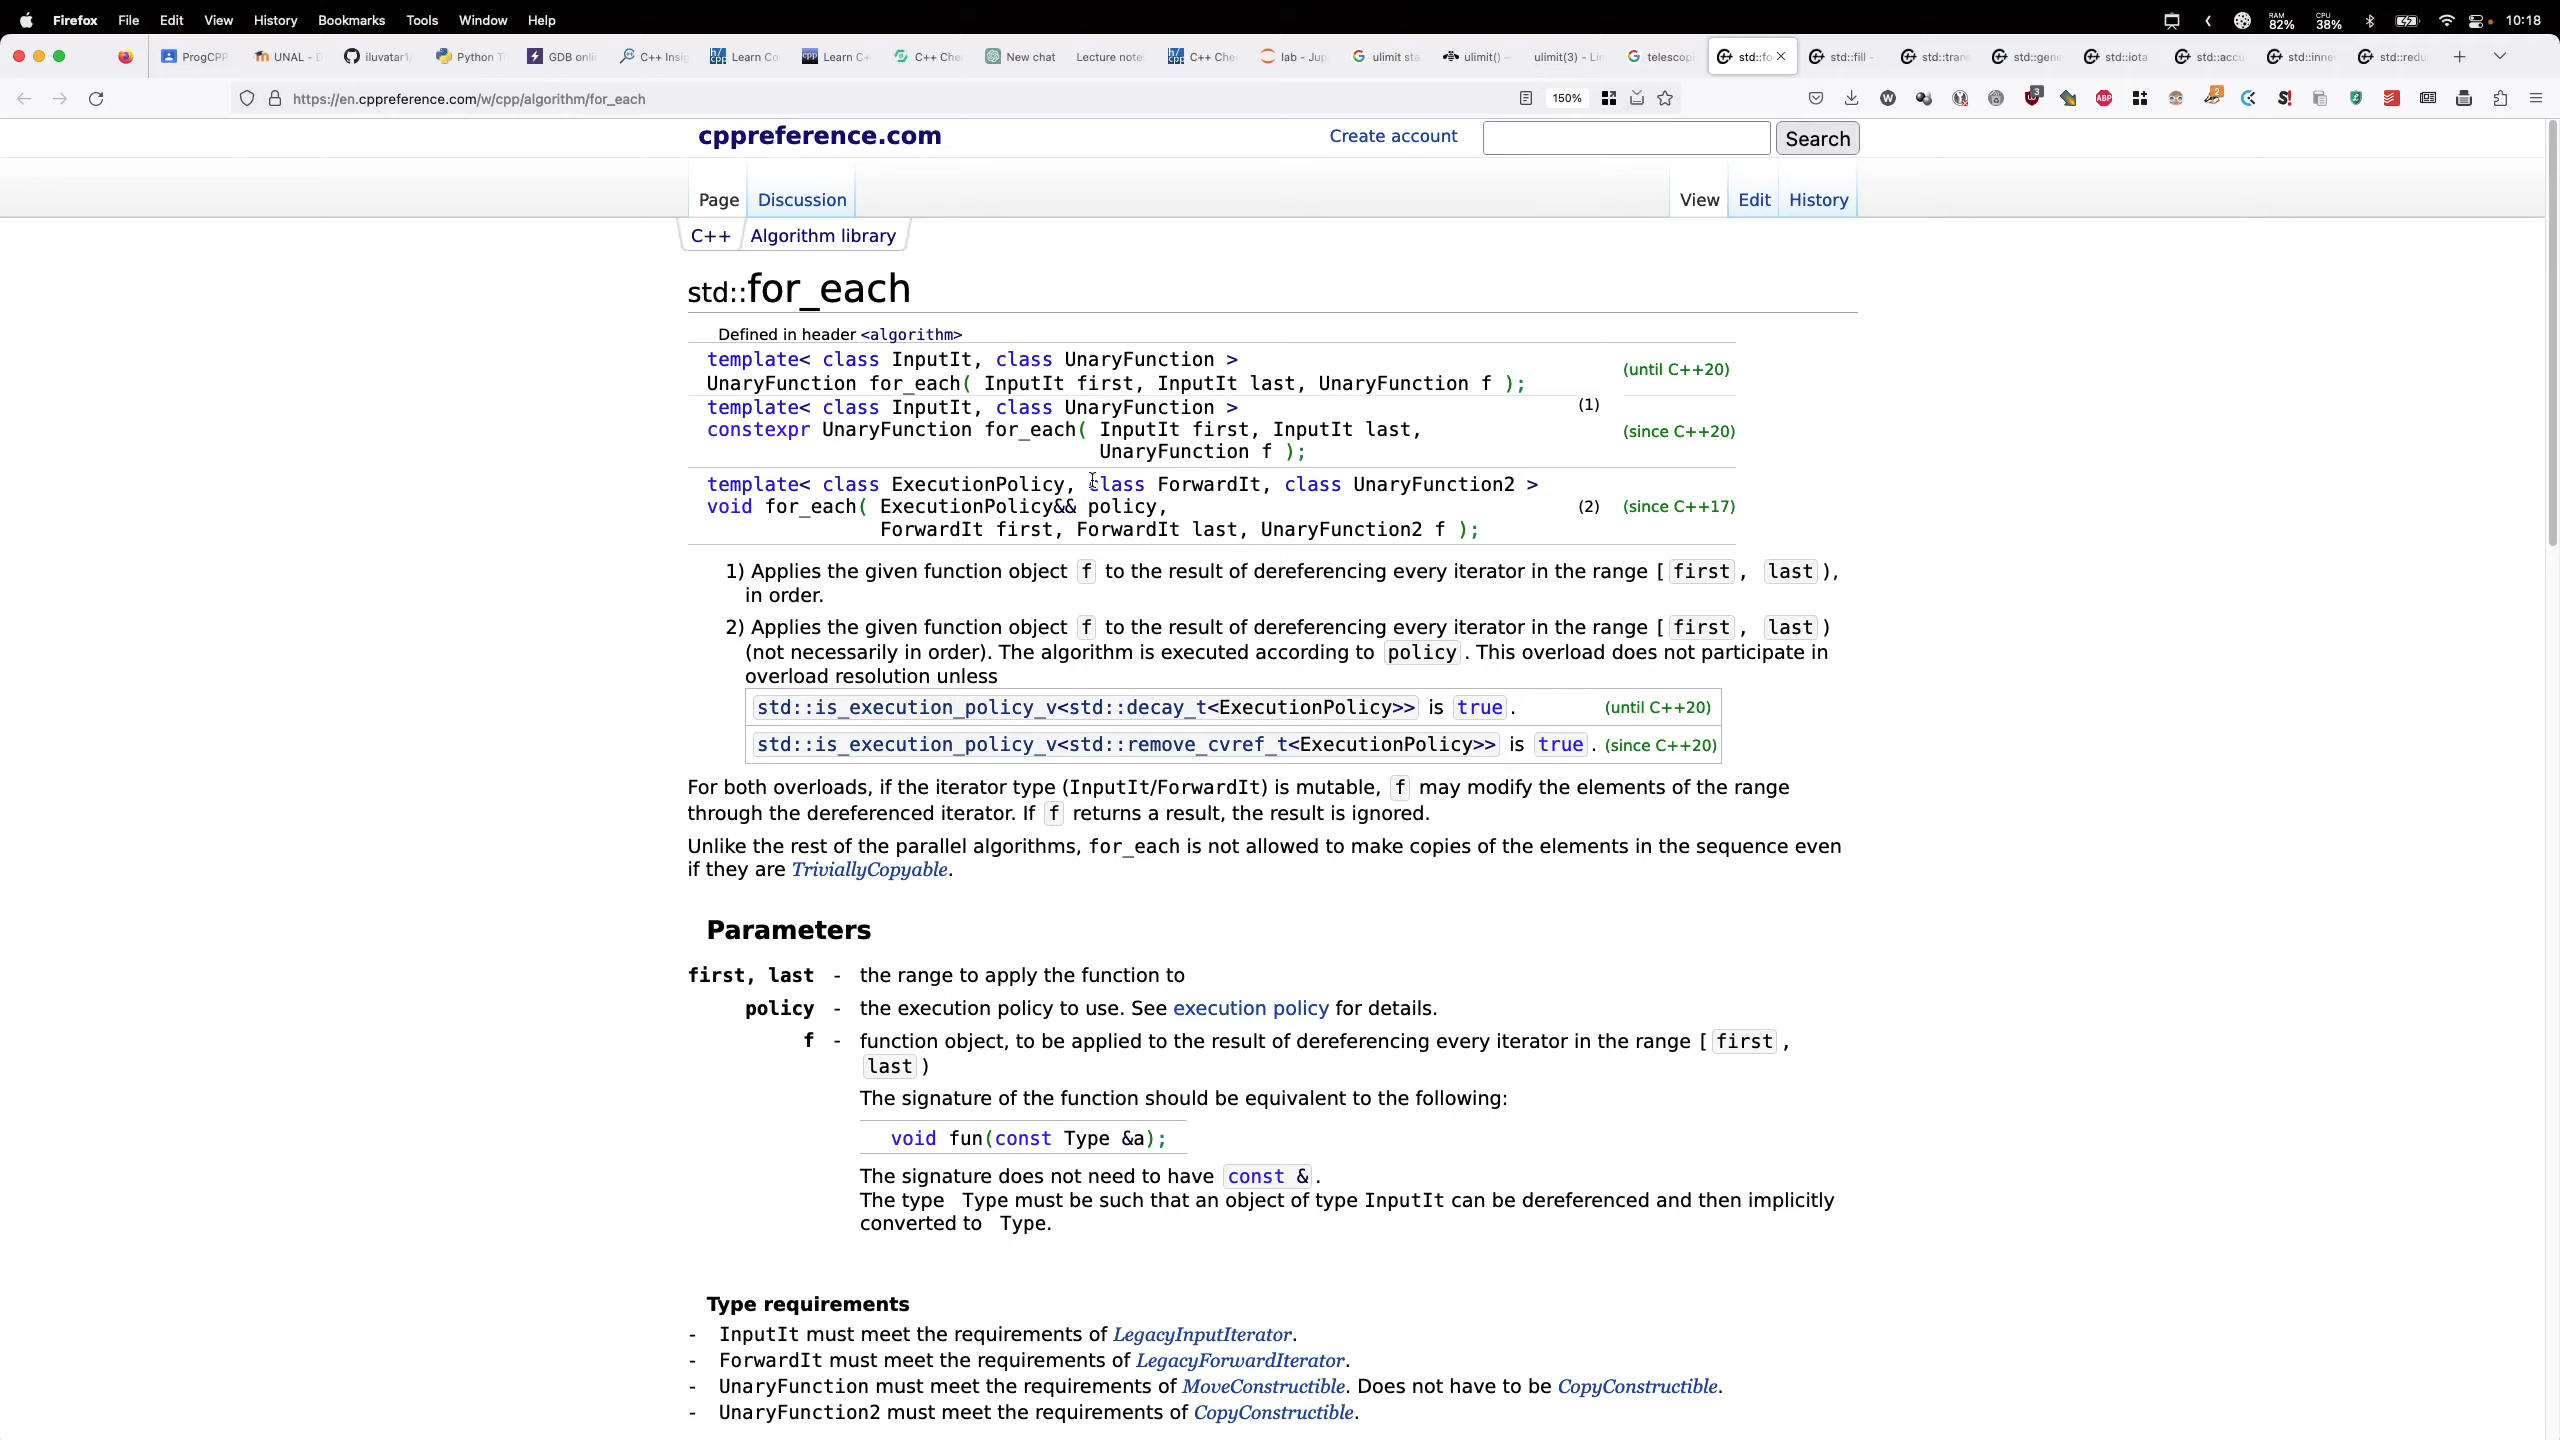 Firefox File Edit View History Bookmarks Tools Window Help RAM 82% CPU 38% 10:18
ProgCPP UNAL - D iluvatar1/ Python T GDB onli C++ Insig Learn Co Learn C+ C++ Che New chat Lecture note C++ Che lab - Jup ulimit sta ulimit() – ulimit(3) - Lin telescop std::fo std::fill - std::tran std::gene std::iota std::accu std::inne std::redu
https://en.cppreference.com/w/cpp/algorithm/for_each 150% 3 ABP 2
cppreference.com Create account Search
Page Discussion View Edit History
C++ Algorithm library
std::for_each
Defined in header <algorithm>
template< class InputIt, class UnaryFunction >
UnaryFunction for_each( InputIt first, InputIt last, UnaryFunction f );
(until C++20)
template< class InputIt, class UnaryFunction >
constexpr UnaryFunction for_each( InputIt first, InputIt last,
UnaryFunction f );
(1)
(since C++20)
template< class ExecutionPolicy, class ForwardIt, class UnaryFunction2 >
void for_each( ExecutionPolicy&& policy,
ForwardIt first, ForwardIt last, UnaryFunction2 f );
(2) (since C++17)
1) Applies the given function object f to the result of dereferencing every iterator in the range [first, last),
in order.
2) Applies the given function object f to the result of dereferencing every iterator in the range [first, last)
(not necessarily in order). The algorithm is executed according to policy. This overload does not participate in
overload resolution unless
std::is_execution_policy_v<std::decay_t<ExecutionPolicy>> is true. (until C++20)
std::is_execution_policy_v<std::remove_cvref_t<ExecutionPolicy>> is true. (since C++20)
For both overloads, if the iterator type (InputIt/ForwardIt) is mutable, f may modify the elements of the range
through the dereferenced iterator. If f returns a result, the result is ignored.
Unlike the rest of the parallel algorithms, for_each is not allowed to make copies of the elements in the sequence even
if they are TriviallyCopyable.
Parameters
first, last - the range to apply the function to
policy - the execution policy to use. See execution policy for details.
f - function object, to be applied to the result of dereferencing every iterator in the range [first,
last)
The signature of the function should be equivalent to the following:
void fun(const Type &a);
The signature does not need to have const &.
The type Type must be such that an object of type InputIt can be dereferenced and then implicitly
converted to Type.
Type requirements
- InputIt must meet the requirements of LegacyInputIterator.
- ForwardIt must meet the requirements of LegacyForwardIterator.
- UnaryFunction must meet the requirements of MoveConstructible. Does not have to be CopyConstructible.
- UnaryFunction2 must meet the requirements of CopyConstructible.